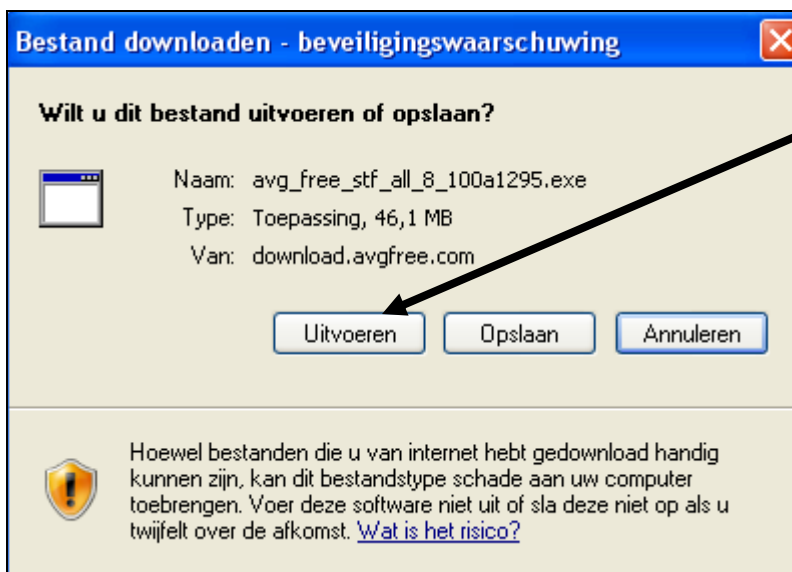 Bestand downloaden - beveiligingswaarschuwing
Wilt u dit bestand uitvoeren of opslaan?
Naam: avg_free_stf_all_8_100a1295.exe
Type: Toepassing, 46,1 MB
Van: download.avgfree.com
Uitvoeren Opslaan Annuleren
Hoewel bestanden die u van internet hebt gedownload handig
kunnen zijn, kan dit bestandstype schade aan uw computer
toebrengen. Voer deze software niet uit of sla deze niet op als u
twijfelt over de afkomst. Wat is het risico?